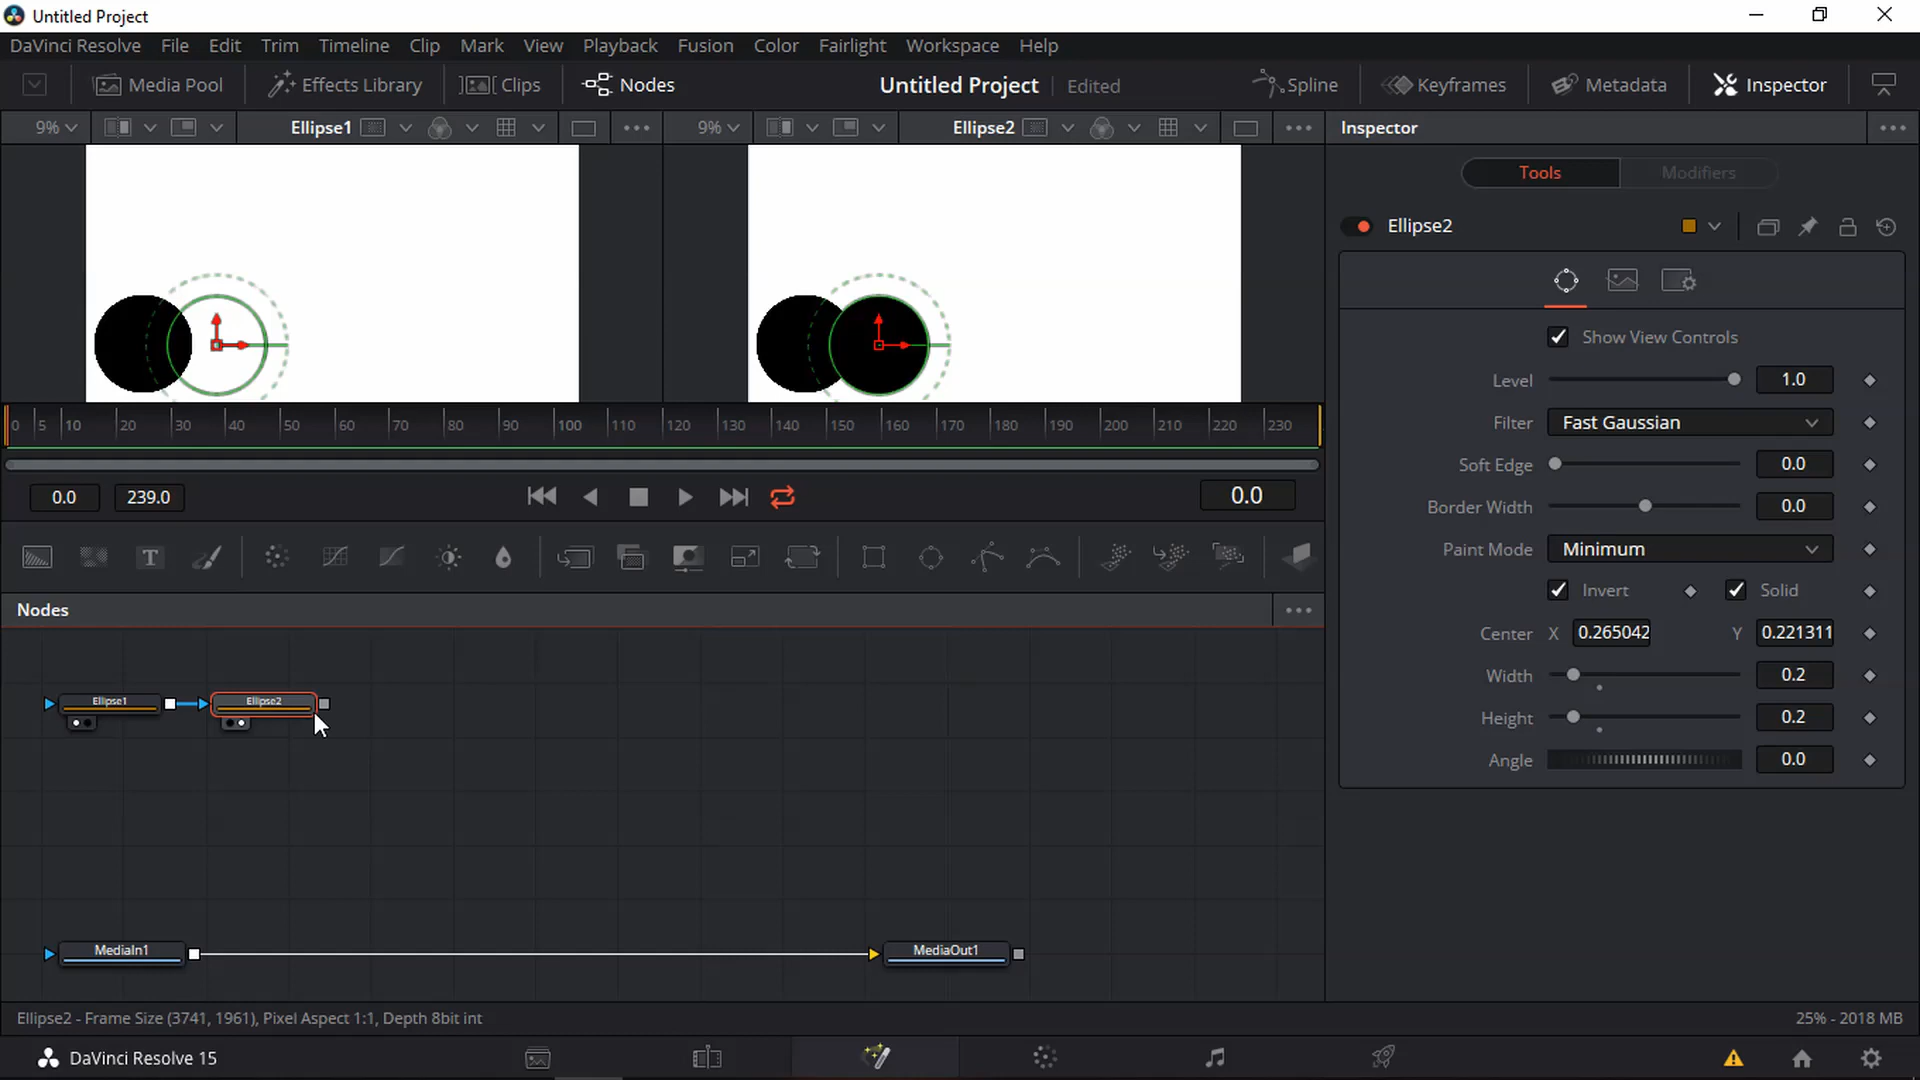 Untitled Project
DaVinci Resolve File Edit Trim Timeline Clip Mark View Playback Fusion Color Fairlight Workspace Help
Media Pool Effects Library Clips Nodes Untitled Project Edited Spline Keyframes Metadata Inspector
9% Ellipse1 9% Ellipse2 Inspector
Tools Modifiers
Ellipse2
Show View Controls
Level 1.0
Filter Fast Gaussian
0 5 10 20 30 40 50 60 70 80 90 100 110 120 130 140 150 160 170 180 190 200 210 220 230
Soft Edge 0.0
0.0 239.0 0.0
Border Width 0.0
Paint Mode Minimum
Invert Solid
Nodes
Center X 0.265042 Y 0.221311
Width 0.2
Ellipse1 Ellipse2
Height 0.2
Angle 0.0
MediaIn1 MediaOut1
Ellipse2 - Frame Size (3741, 1961), Pixel Aspect 1:1, Depth 8bit int 25% - 2018 MB
DaVinci Resolve 15